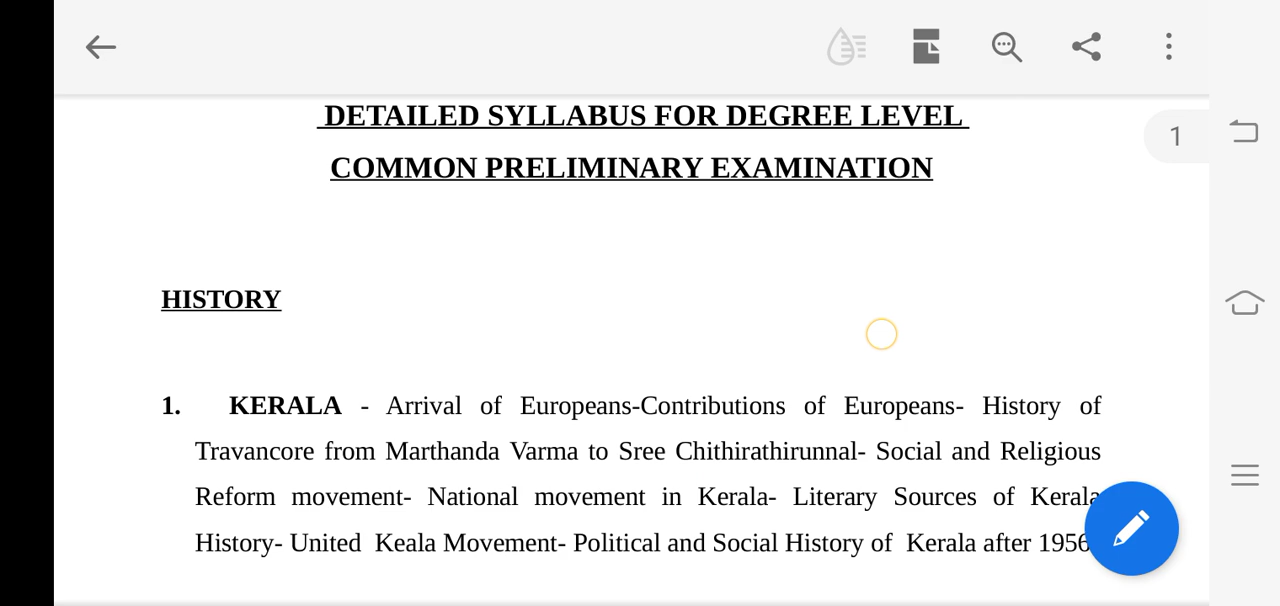 DETAILED SYLLABUS FOR DEGREE LEVEL
COMMON PRELIMINARY EXAMINATION
1
HISTORY
1. KERALA - Arrival of Europeans-Contributions of Europeans- History of
Travancore from Marthanda Varma to Sree Chithirathirunnal- Social and Religious
Reform movement- National movement in Kerala- Literary Sources of Kerala
History- United Keala Movement- Political and Social History of Kerala after 1956